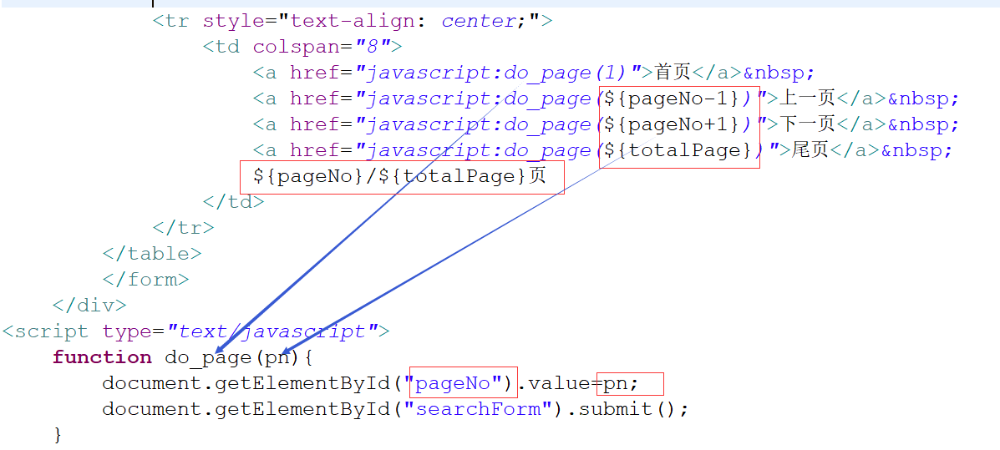 <tr style="text-align: center;">
<td colspan="8">
<a href="javascript:do_page(1)">首页</a>&nbsp;
<a href="javascript:do_page(${pageNo-1})">上一页</a>&nbsp;
<a href="javascript:do_page(${pageNo+1})">下一页</a>&nbsp;
<a href="javascript:do_page(${totalPage})">尾页</a>&nbsp;
${pageNo}/${totalPage}页
</td>
</tr>
</table>
</form>
</div>
<script type="text/javascript">
function do_page(pn){
document.getElementById("pageNo").value=pn;
document.getElementById("searchForm").submit();
}